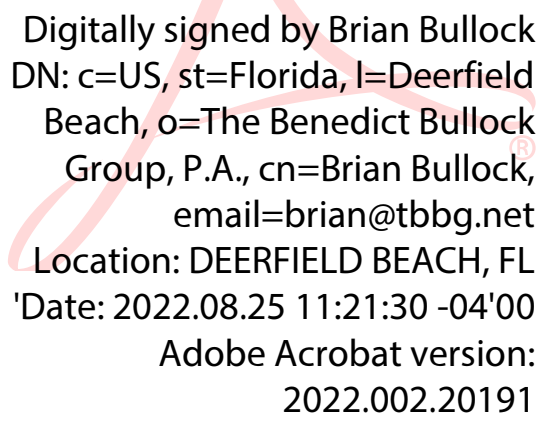 Digitally signed by Brian Bullock
DN: c=US, st=Florida, l=Deerfield
Beach, o=The Benedict Bullock
Group, P.A., cn=Brian Bullock,
email=brian@tbbg.net
Location: DEERFIELD BEACH, FL
'Date: 2022.08.25 11:21:30 -04'00
Adobe Acrobat version:
2022.002.20191
®